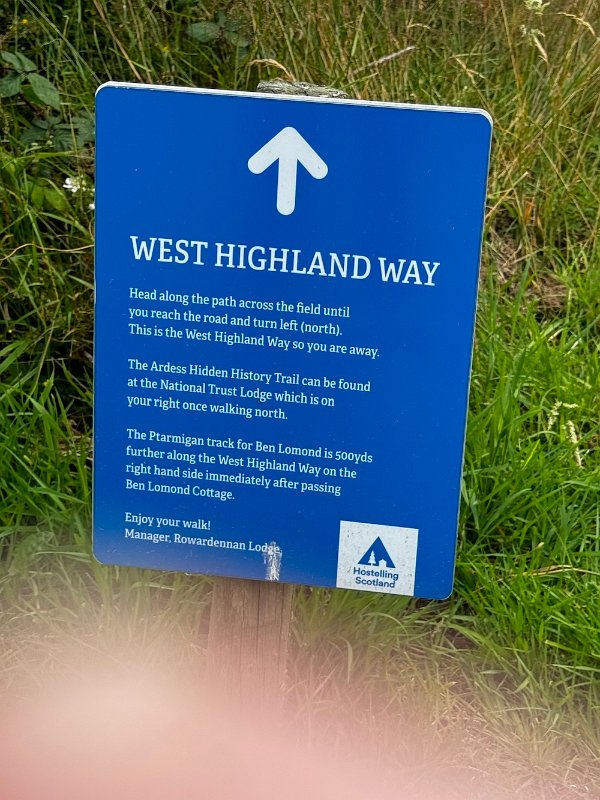 WEST HIGHLAND WAY
Head along the path across the field until
you reach the road and turn left (north).
This is the West Highland Way so you are away.
The Ardess Hidden History Trail can be found
at the National Trust Lodge which is on
your right once walking north.
The Ptarmigan track for Ben Lomond is 500yds
further along the West Highland Way on the
right hand side immediately after passing
Ben Lomond Cottage.
Enjoy your walk!
Manager, Rowardennan Lodge
Hostelling
Scotland